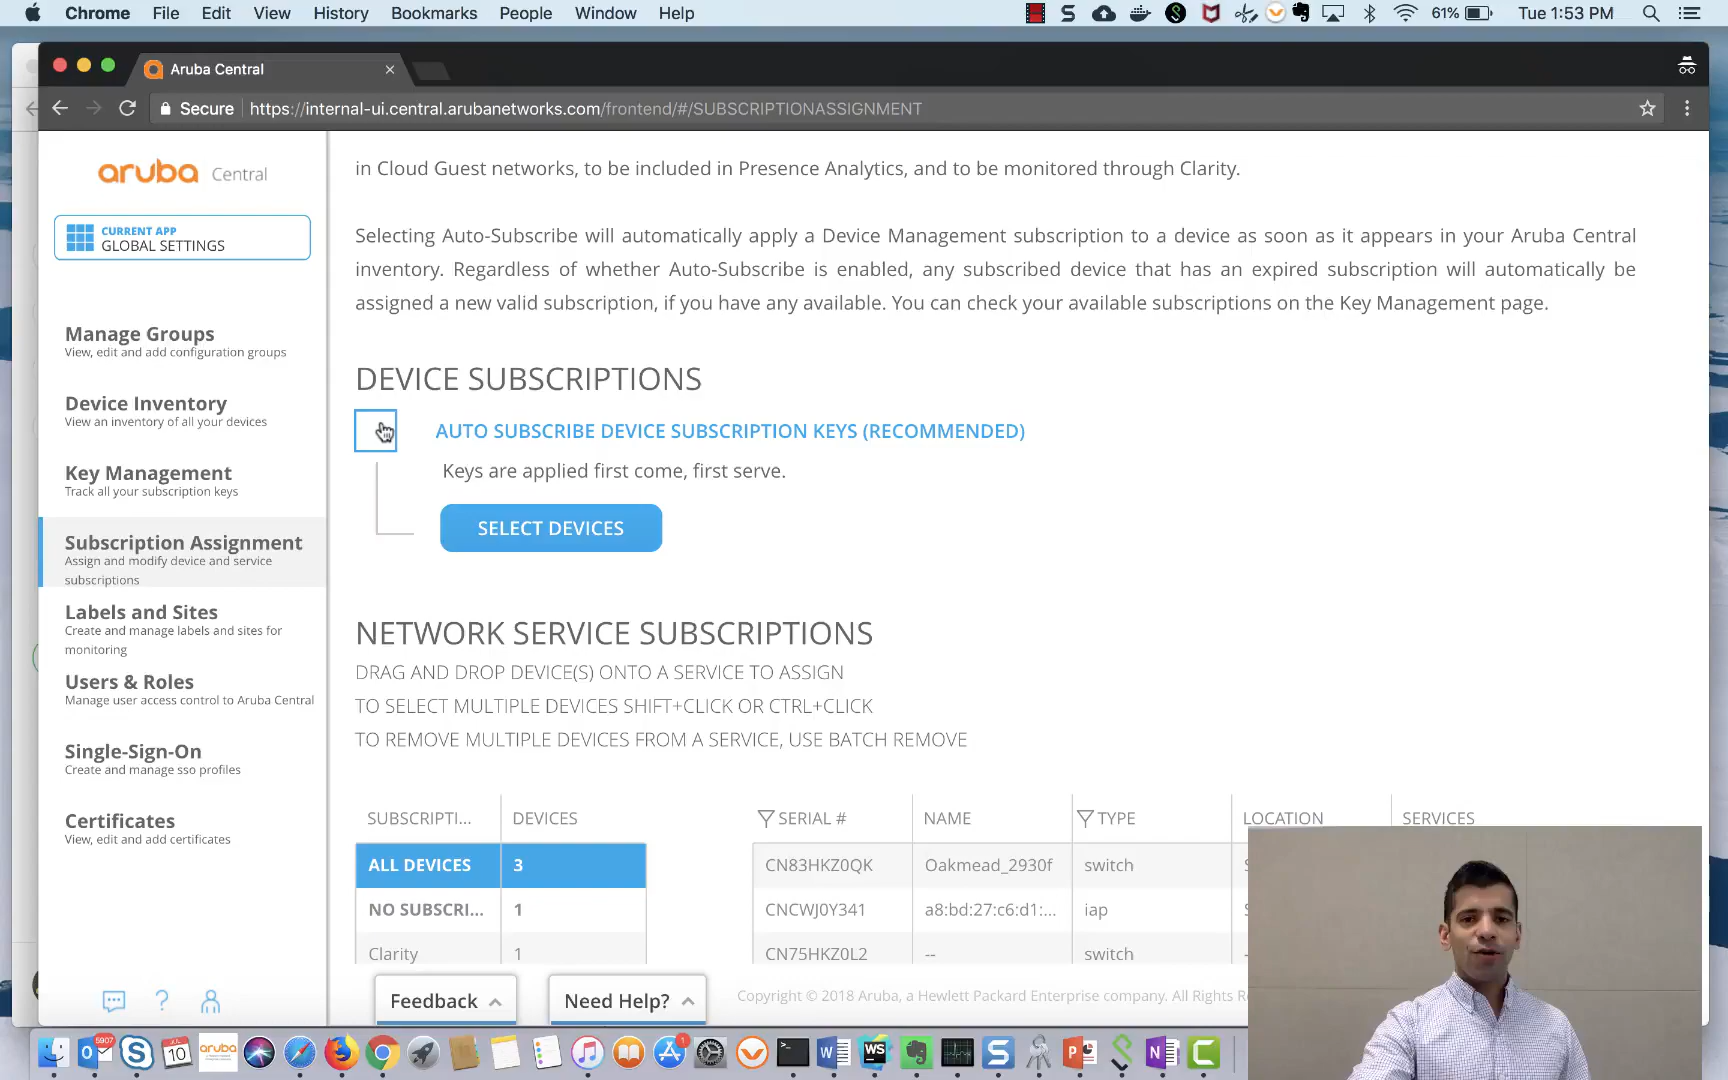 Chrome File Edit View History Bookmarks People Window Help 61% Tue 1:53 PM
Aruba Central
Secure https://internal-ui.central.arubanetworks.com/frontend/#/SUBSCRIPTIONASSIGNMENT
aruba Central
CURRENT APP
GLOBAL SETTINGS
Manage Groups
View, edit and add configuration groups
Device Inventory
View an inventory of all your devices
Key Management
Track all your subscription keys
Subscription Assignment
Assign and modify device and service
subscriptions
Labels and Sites
Create and manage labels and sites for
monitoring
Users & Roles
Manage user access control to Aruba Central
Single-Sign-On
Create and manage sso profiles
Certificates
View, edit and add certificates
in Cloud Guest networks, to be included in Presence Analytics, and to be monitored through Clarity.
Selecting Auto-Subscribe will automatically apply a Device Management subscription to a device as soon as it appears in your Aruba Central
inventory. Regardless of whether Auto-Subscribe is enabled, any subscribed device that has an expired subscription will automatically be
assigned a new valid subscription, if you have any available. You can check your available subscriptions on the Key Management page.
DEVICE SUBSCRIPTIONS
AUTO SUBSCRIBE DEVICE SUBSCRIPTION KEYS (RECOMMENDED)
Keys are applied first come, first serve.
SELECT DEVICES
NETWORK SERVICE SUBSCRIPTIONS
DRAG AND DROP DEVICE(S) ONTO A SERVICE TO ASSIGN
TO SELECT MULTIPLE DEVICES SHIFT+CLICK OR CTRL+CLICK
TO REMOVE MULTIPLE DEVICES FROM A SERVICE, USE BATCH REMOVE
SUBSCRIPTI... DEVICES
ALL DEVICES 3
NO SUBSCRI... 1
Clarity 1
SERIAL # NAME TYPE LOCATION SERVICES
CN83HKZ0QK Oakmead_2930f switch
CNCWJ0Y341 a8:bd:27:c6:d1:... iap
CN75HKZ0L2 -- switch
Feedback Need Help? Copyright © 2018 Aruba, a Hewlett Packard Enterprise company. All Rights
5907 JUL 10 aruba 1